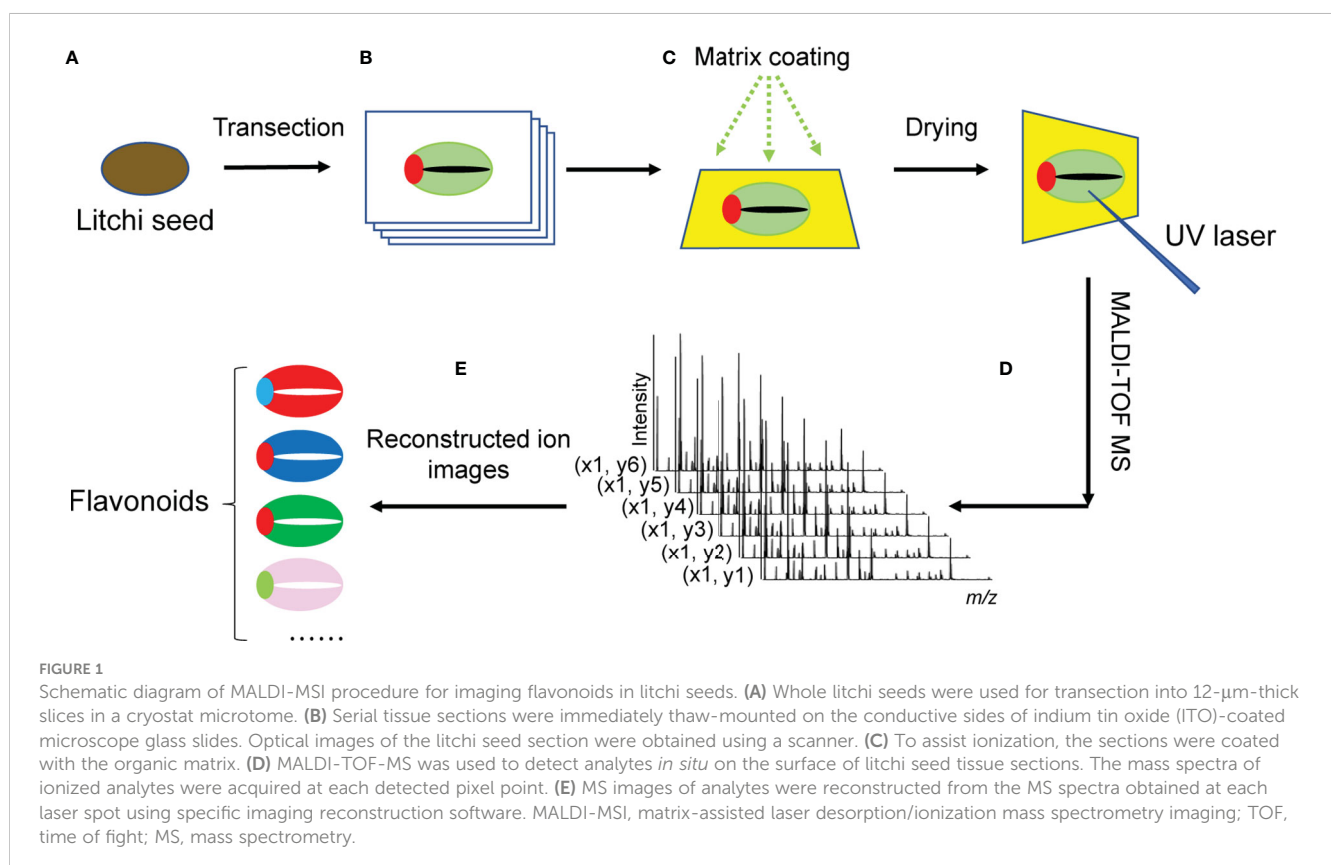 A
B
C
Matrix coating
Transection
Drying
Litchi seed
UV laser
MALDI-TOF MS
D
E
Intensity
(x1, y6)
(x1, y5)
(x1, y4)
(x1, y3)
(x1, y2)
(x1, y1)
m/z
Reconstructed ion
images
Flavonoids
......
FIGURE 1
Schematic diagram of MALDI-MSI procedure for imaging flavonoids in litchi seeds. (A) Whole litchi seeds were used for transection into 12-μm-thick
slices in a cryostat microtome. (B) Serial tissue sections were immediately thaw-mounted on the conductive sides of indium tin oxide (ITO)-coated
microscope glass slides. Optical images of the litchi seed section were obtained using a scanner. (C) To assist ionization, the sections were coated
with the organic matrix. (D) MALDI-TOF-MS was used to detect analytes in situ on the surface of litchi seed tissue sections. The mass spectra of
ionized analytes were acquired at each detected pixel point. (E) MS images of analytes were reconstructed from the MS spectra obtained at each
laser spot using specific imaging reconstruction software. MALDI-MSI, matrix-assisted laser desorption/ionization mass spectrometry imaging; TOF,
time of fight; MS, mass spectrometry.